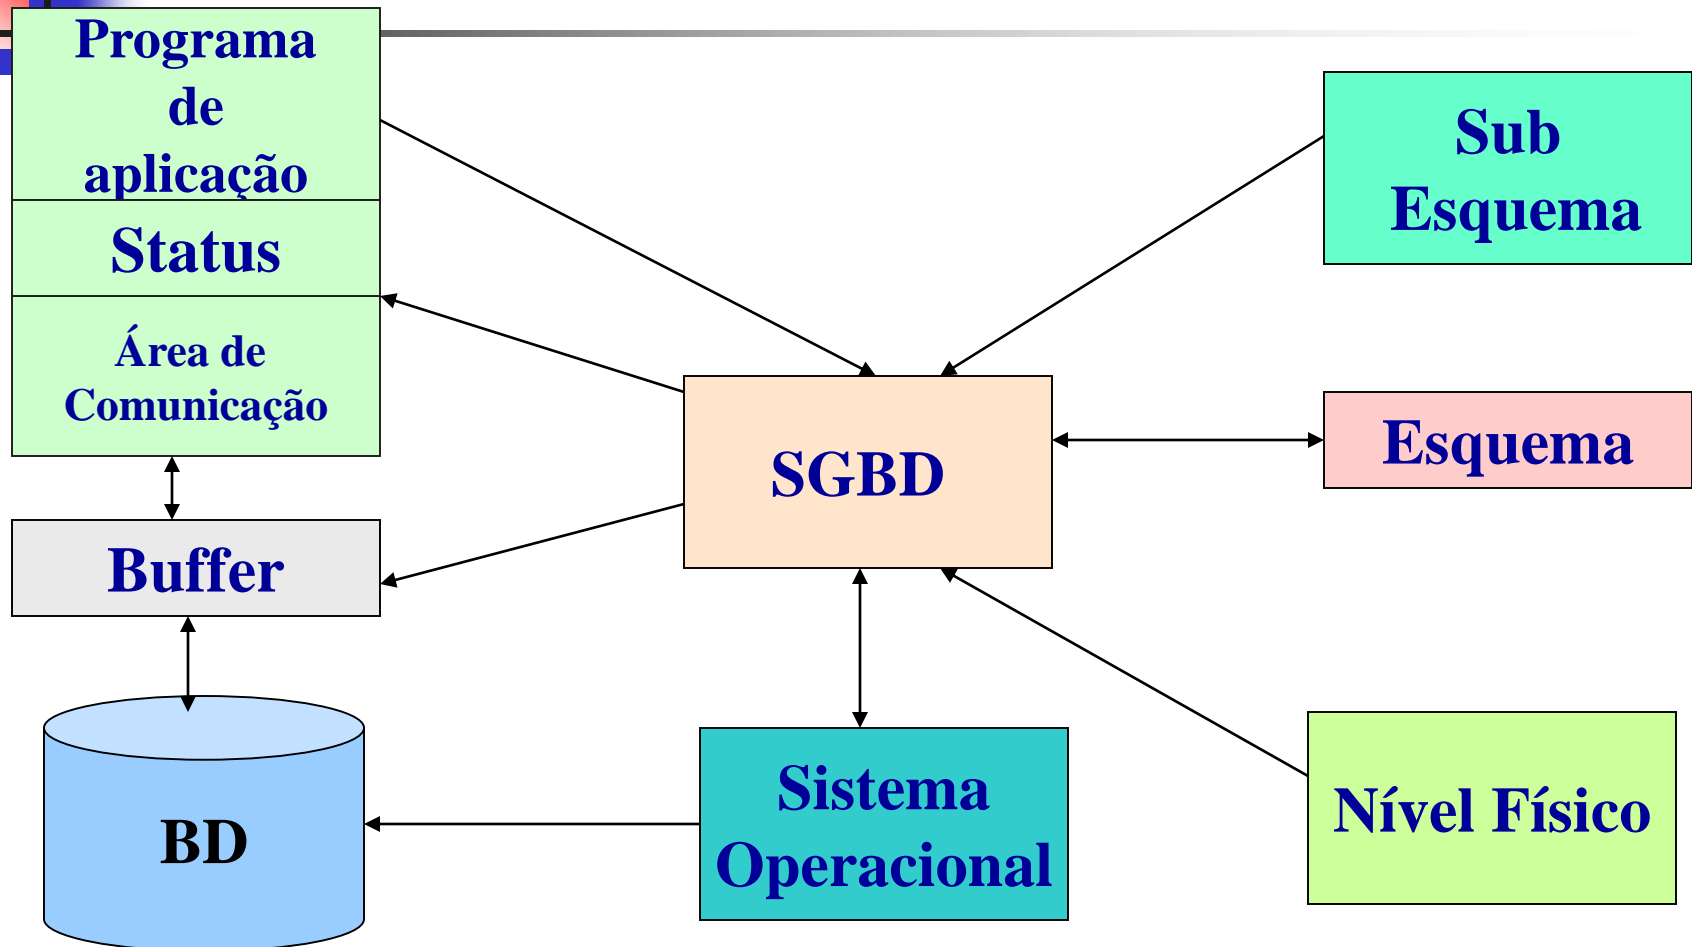 Programa
de
aplicação
Status
Área de
Comunicação
Buffer
BD
SGBD
Sistema
Operacional
Sub
Esquema
Esquema
Nível Físico